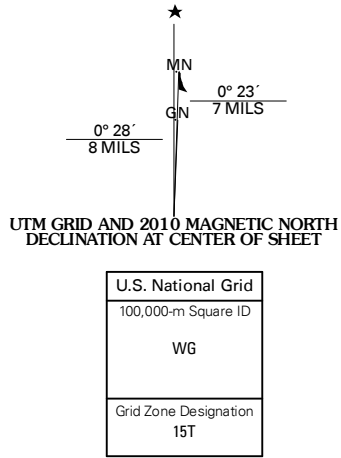 MN
0° 23´
GN
7 MILS
0° 28´
8 MILS
UTM GRID AND 2010 MAGNETIC NORTH
DECLINATION AT CENTER OF SHEET
U.S. National Grid
100,000-m Square ID
WG
Grid Zone Designation
15T